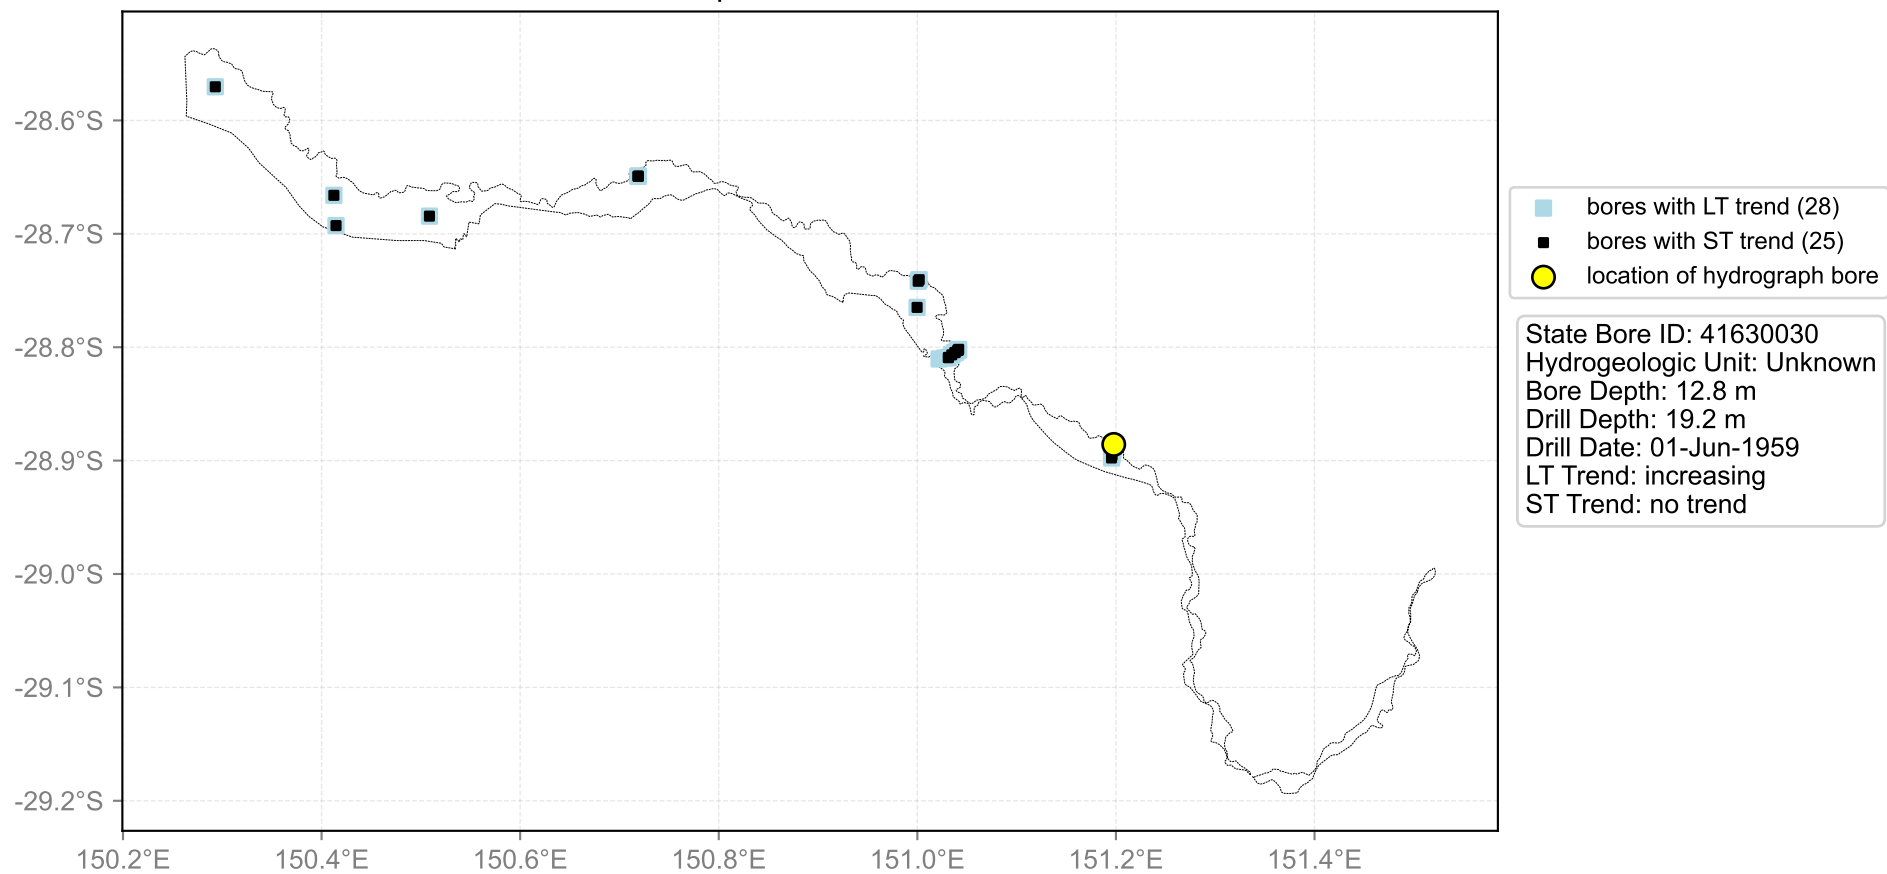 -28.6°S
-28.7°S
-28.8°S
-28.9°S
-29.0°S
-29.1°S
-29.2°S
150.2°E
150.4°E
150.6°E
150.8°E
151.0°E
151.2°E
151.4°E
bores with LT trend (28)
bores with ST trend (25)
location of hydrograph bore
State Bore ID: 41630030
Hydrogeologic Unit: Unknown
Bore Depth: 12.8 m
Drill Depth: 19.2 m
Drill Date: 01-Jun-1959
LT Trend: increasing
ST Trend: no trend